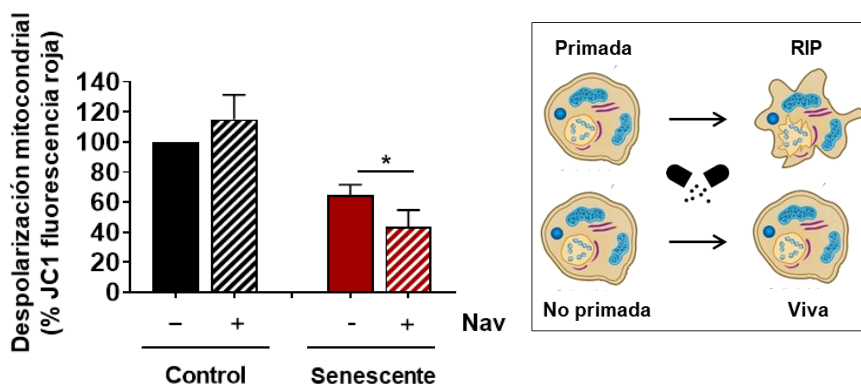 Despolarización mitocondrial
(% JC1 fluorescencia roja)
140
120
100
80
60
40
20
0
*
– + - + Nav
Control Senescente
Primada RIP
No primada Viva